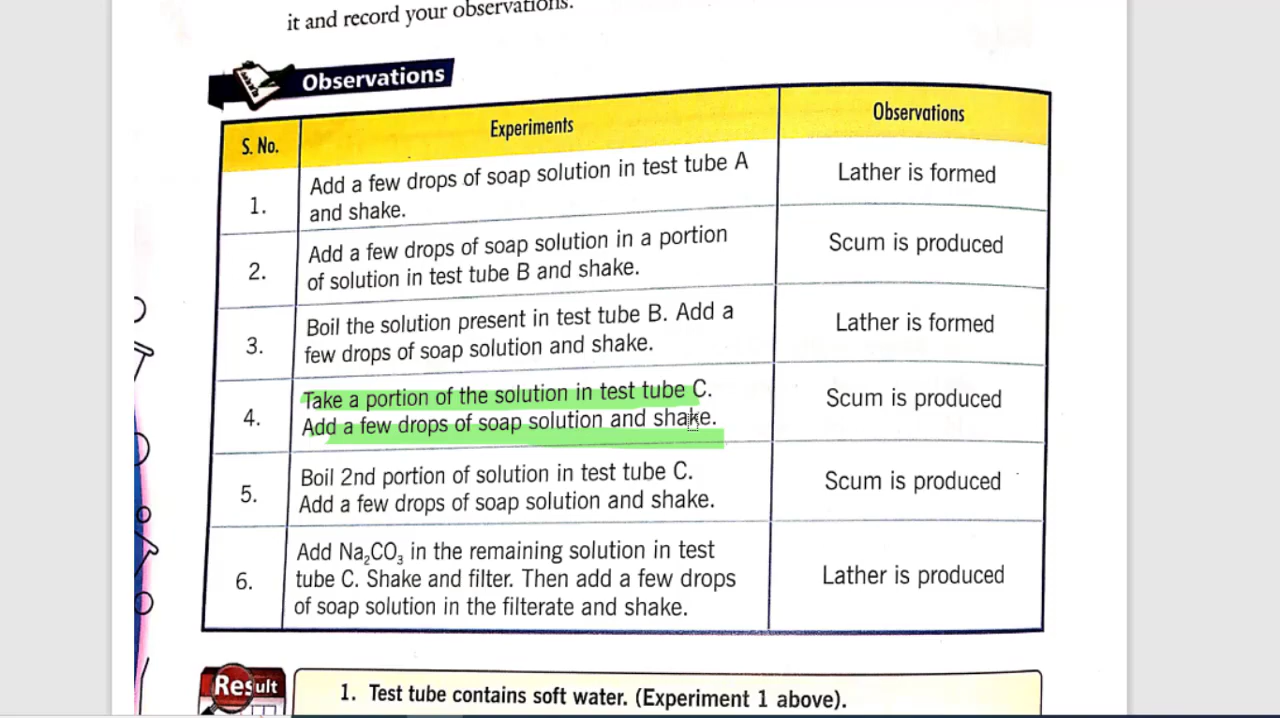 it and record your observations.
Observations
S. No.
Experiments
Observations
1.
Add a few drops of soap solution in test tube A
and shake.
Lather is formed
2.
Add a few drops of soap solution in a portion
of solution in test tube B and shake.
Scum is produced
3.
Boil the solution present in test tube B. Add a
few drops of soap solution and shake.
Lather is formed
4.
Take a portion of the solution in test tube C.
Add a few drops of soap solution and shake.
Scum is produced
5.
Boil 2nd portion of solution in test tube C.
Add a few drops of soap solution and shake.
Scum is produced
6.
Add Na₂CO₃ in the remaining solution in test
tube C. Shake and filter. Then add a few drops
of soap solution in the filterate and shake.
Lather is produced
Result
1. Test tube contains soft water. (Experiment 1 above).